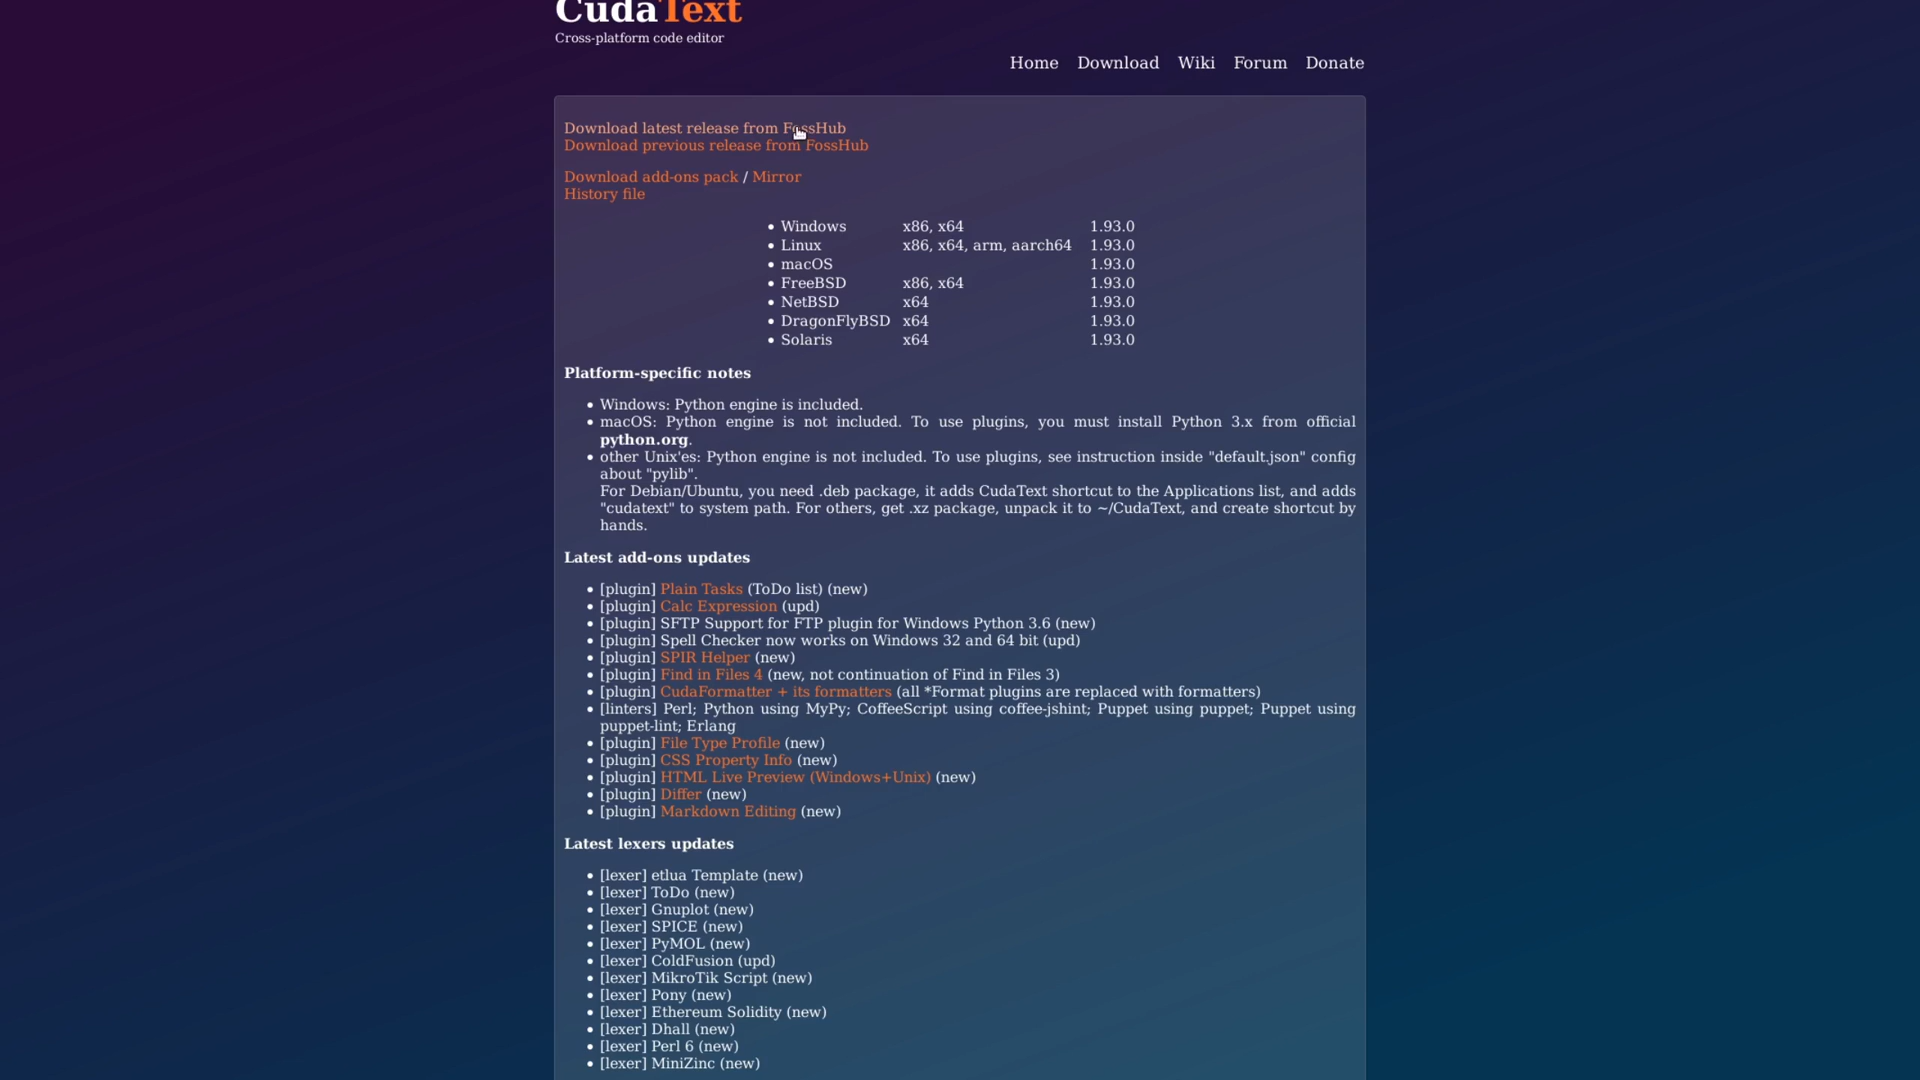 CudaText
Cross-platform code editor
Home Download Wiki Forum Donate
Download latest release from FossHub
Download previous release from FossHub
Download add-ons pack / Mirror
History file
• Windows x86, x64 1.93.0
• Linux x86, x64, arm, aarch64 1.93.0
• macOS 1.93.0
• FreeBSD x86, x64 1.93.0
• NetBSD x64 1.93.0
• DragonFlyBSD x64 1.93.0
• Solaris x64 1.93.0
Platform-specific notes
• Windows: Python engine is included.
• macOS: Python engine is not included. To use plugins, you must install Python 3.x from official
python.org.
• other Unix'es: Python engine is not included. To use plugins, see instruction inside "default.json" config
about "pylib".
For Debian/Ubuntu, you need .deb package, it adds CudaText shortcut to the Applications list, and adds
"cudatext" to system path. For others, get .xz package, unpack it to ~/CudaText, and create shortcut by
hands.
Latest add-ons updates
• [plugin] Plain Tasks (ToDo list) (new)
• [plugin] Calc Expression (upd)
• [plugin] SFTP Support for FTP plugin for Windows Python 3.6 (new)
• [plugin] Spell Checker now works on Windows 32 and 64 bit (upd)
• [plugin] SPIR Helper (new)
• [plugin] Find in Files 4 (new, not continuation of Find in Files 3)
• [plugin] CudaFormatter + its formatters (all *Format plugins are replaced with formatters)
• [linters] Perl; Python using MyPy; CoffeeScript using coffee-jshint; Puppet using puppet; Puppet using
puppet-lint; Erlang
• [plugin] File Type Profile (new)
• [plugin] CSS Property Info (new)
• [plugin] HTML Live Preview (Windows+Unix) (new)
• [plugin] Differ (new)
• [plugin] Markdown Editing (new)
Latest lexers updates
• [lexer] etlua Template (new)
• [lexer] ToDo (new)
• [lexer] Gnuplot (new)
• [lexer] SPICE (new)
• [lexer] PyMOL (new)
• [lexer] ColdFusion (upd)
• [lexer] MikroTik Script (new)
• [lexer] Pony (new)
• [lexer] Ethereum Solidity (new)
• [lexer] Dhall (new)
• [lexer] Perl 6 (new)
• [lexer] MiniZinc (new)